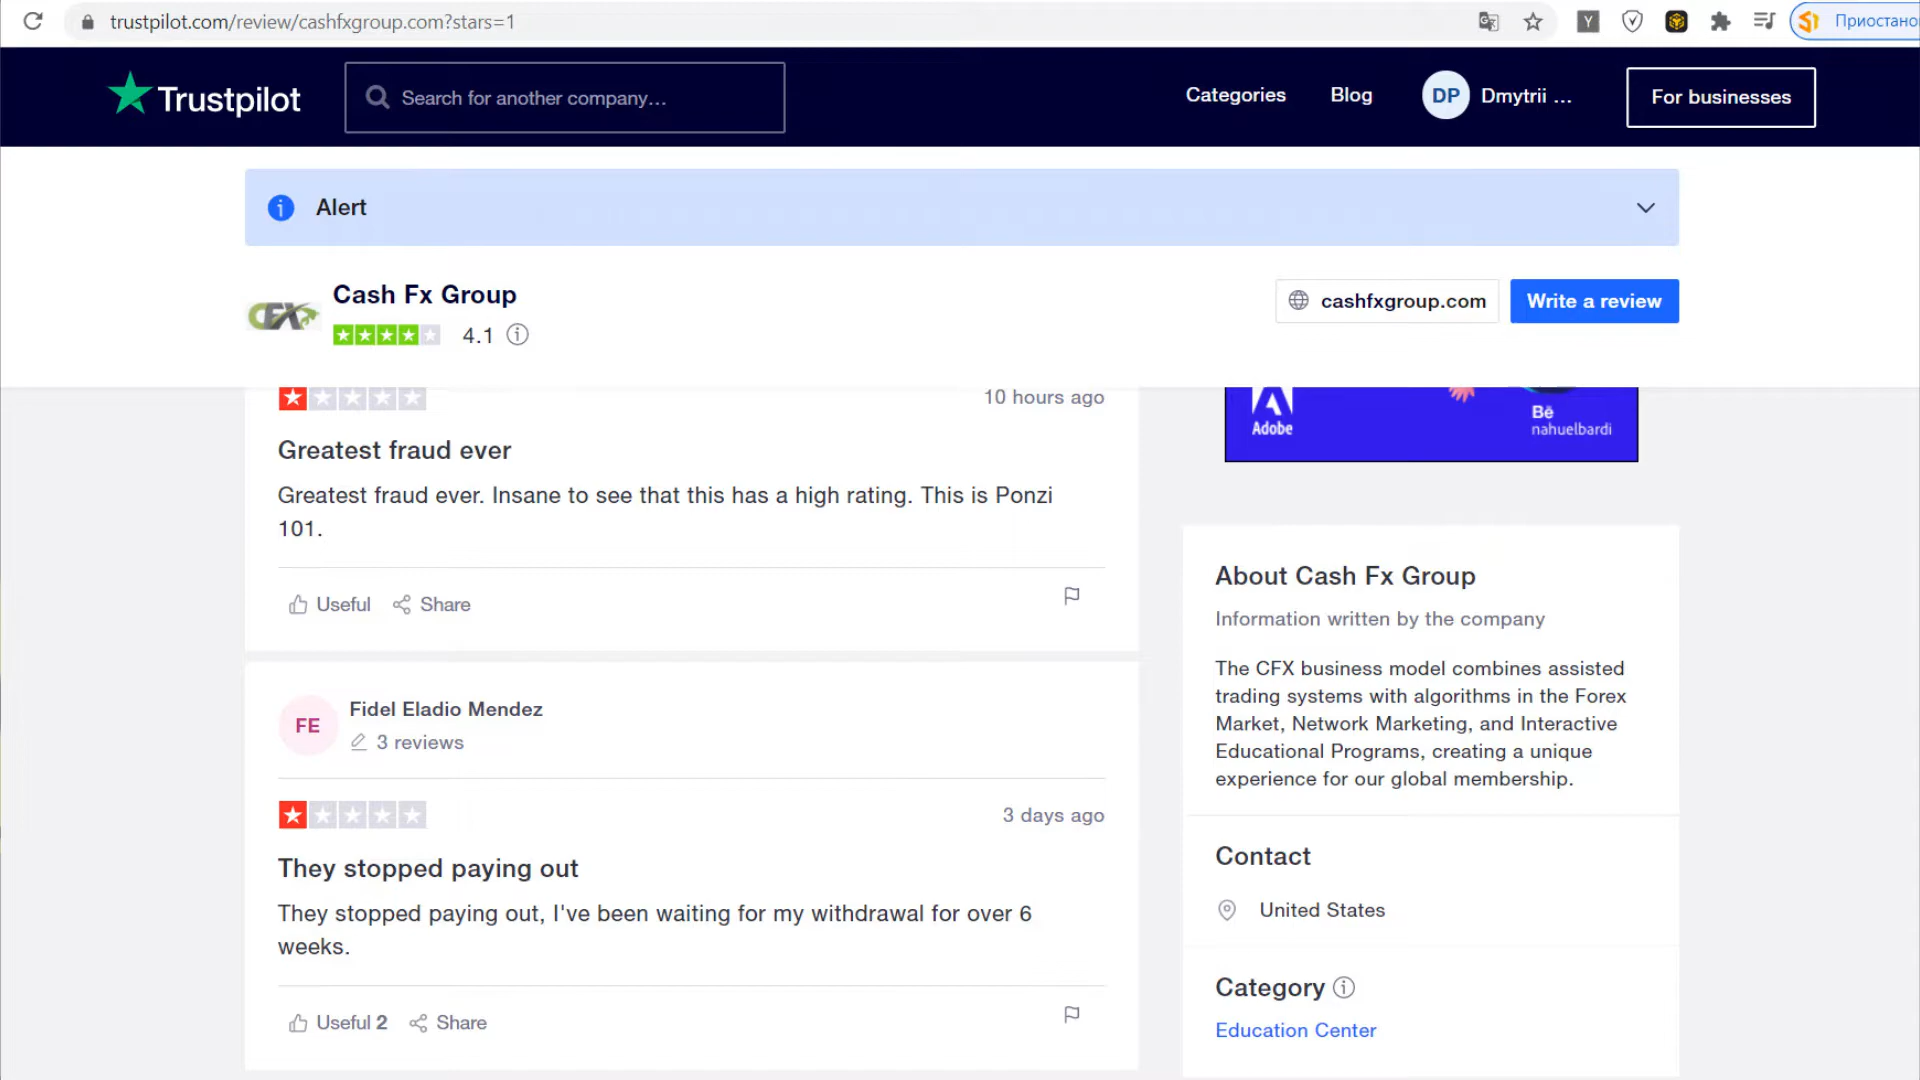 trustpilot.com/review/cashfxgroup.com?stars=1
Приостано
Trustpilot
Search for another company...
Categories
Blog
DP
Dmytrii ...
For businesses
Alert
CFX
Cash Fx Group
4.1
cashfxgroup.com
Write a review
10 hours ago
Greatest fraud ever
Greatest fraud ever. Insane to see that this has a high rating. This is Ponzi
101.
Useful
Share
FE
Fidel Eladio Mendez
3 reviews
3 days ago
They stopped paying out
They stopped paying out, I've been waiting for my withdrawal for over 6
weeks.
Useful 2
Share
Adobe
Bē
nahuelbardi
About Cash Fx Group
Information written by the company
The CFX business model combines assisted
trading systems with algorithms in the Forex
Market, Network Marketing, and Interactive
Educational Programs, creating a unique
experience for our global membership.
Contact
United States
Category
Education Center